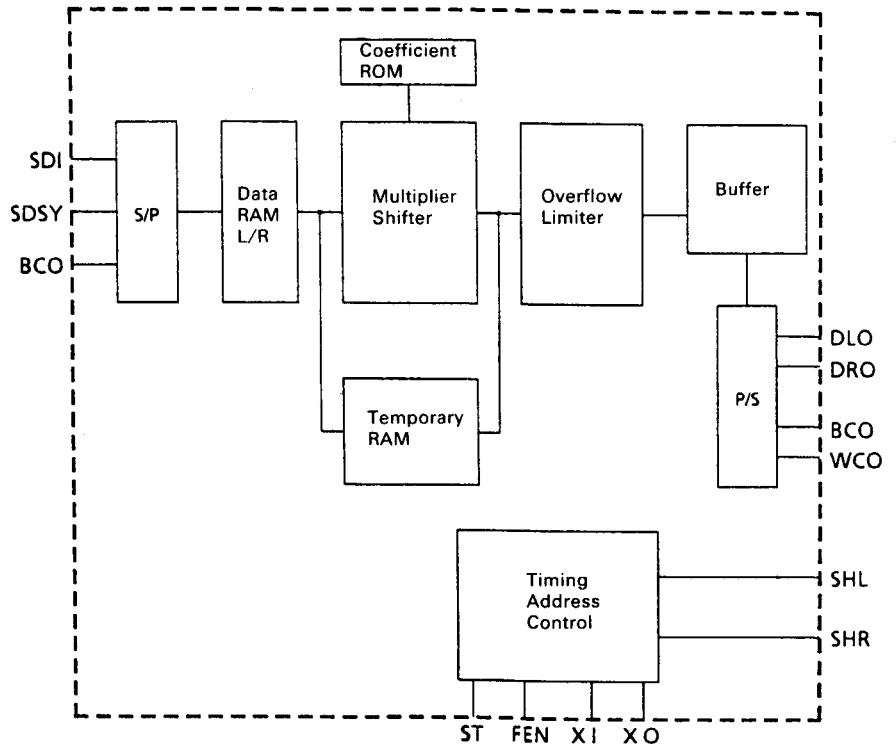 Coefficient
ROM
SDI
SDSY
BCO
S/P
Data
RAM
L/R
Multiplier
Shifter
Overflow
Limiter
Buffer
Temporary
RAM
P/S
DLO
DRO
BCO
WCO
Timing
Address
Control
SHL
SHR
ST FEN XI XO